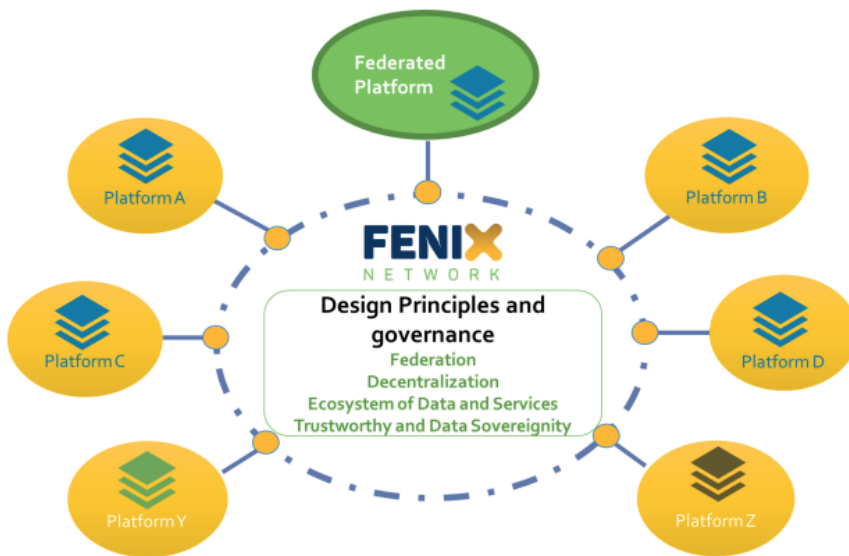 Federated
Platform
Platform A
Platform B
FENIX
NETWORK
Design Principles and
governance
Federation
Decentralization
Ecosystem of Data and Services
Trustworthy and Data Sovereignity
Platform C
Platform D
Platform Y
Platform Z